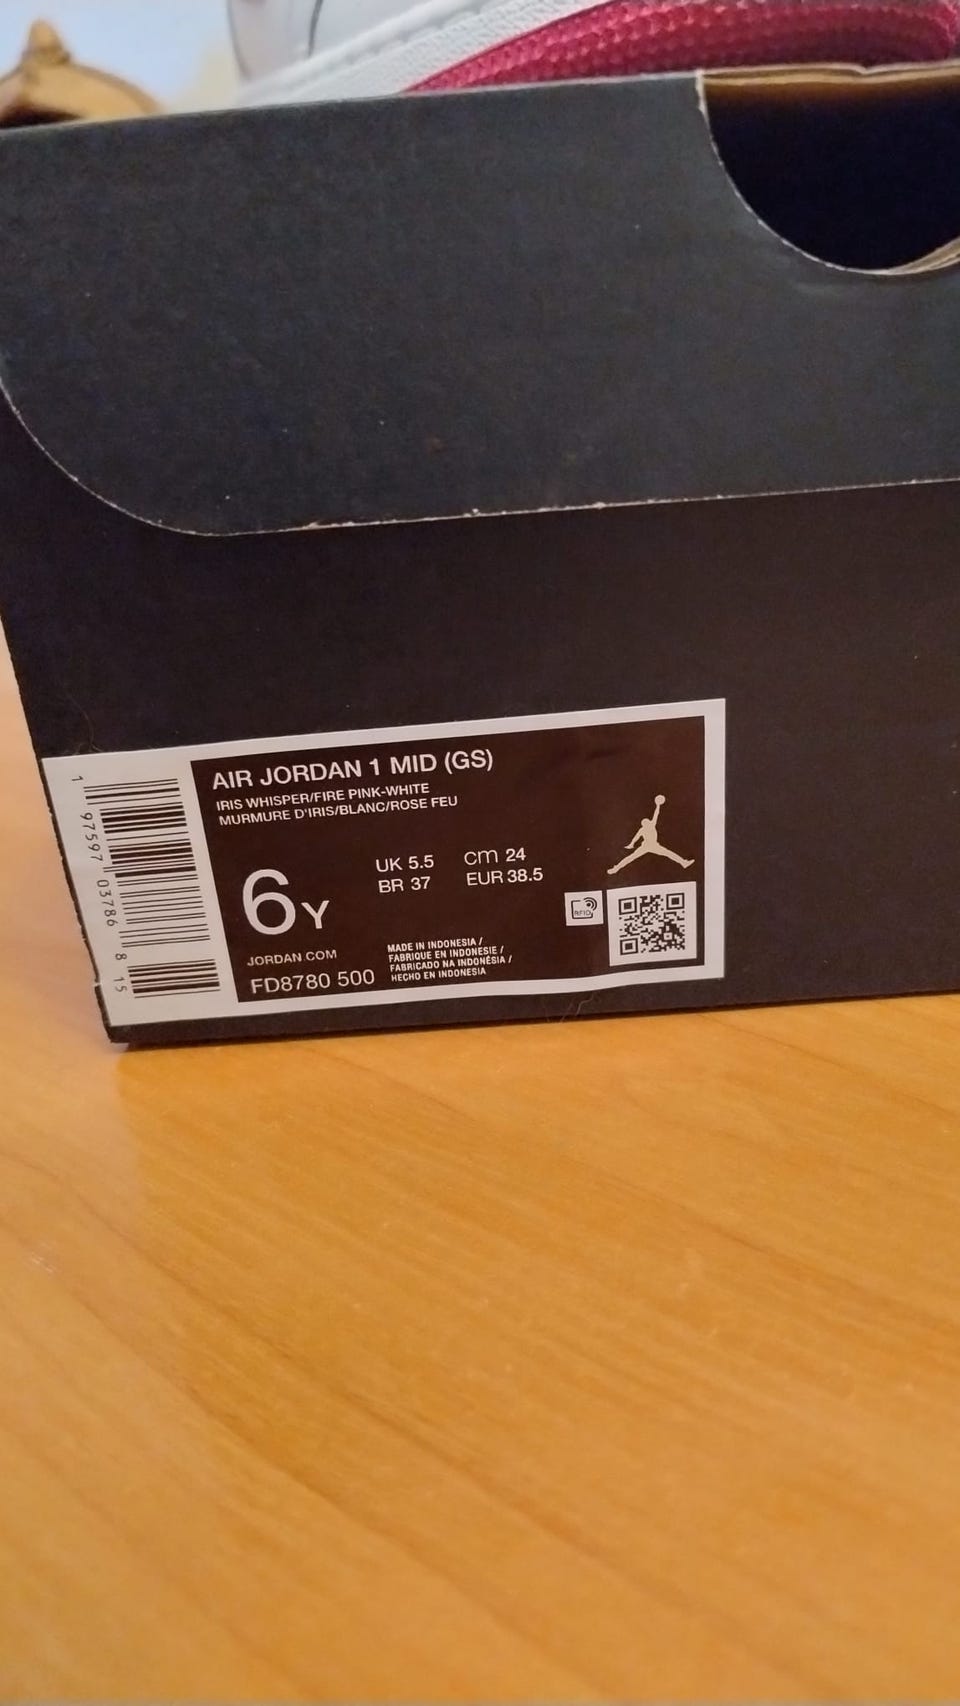 AIR JORDAN 1 MID (GS)
IRIS WHISPER/FIRE PINK-WHITE
MURMURE D'IRIS/BLANC/ROSE FEU
6Y
UK 5.5 cm 24
BR 37 EUR 38.5
RFID
JORDAN.COM
FD8780 500
MADE IN INDONESIA /
FABRIQUE EN INDONESIE /
FABRICADO NA INDONÉSIA /
HECHO EN INDONESIA
1 97597 03786 8 15